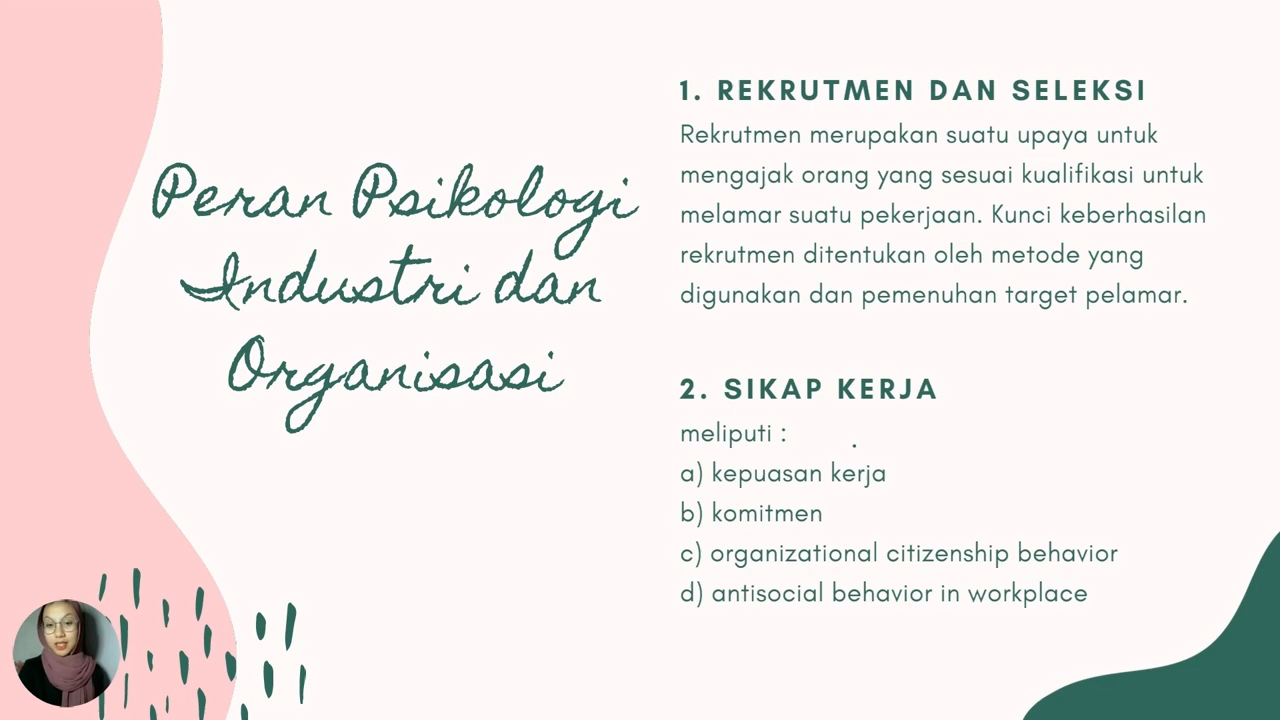 Peran Psikologi
Industri dan
Organisasi
1. REKRUTMEN DAN SELEKSI
Rekrutmen merupakan suatu upaya untuk
mengajak orang yang sesuai kualifikasi untuk
melamar suatu pekerjaan. Kunci keberhasilan
rekrutmen ditentukan oleh metode yang
digunakan dan pemenuhan target pelamar.
2. SIKAP KERJA
meliputi : .
a) kepuasan kerja
b) komitmen
c) organizational citizenship behavior
d) antisocial behavior in workplace